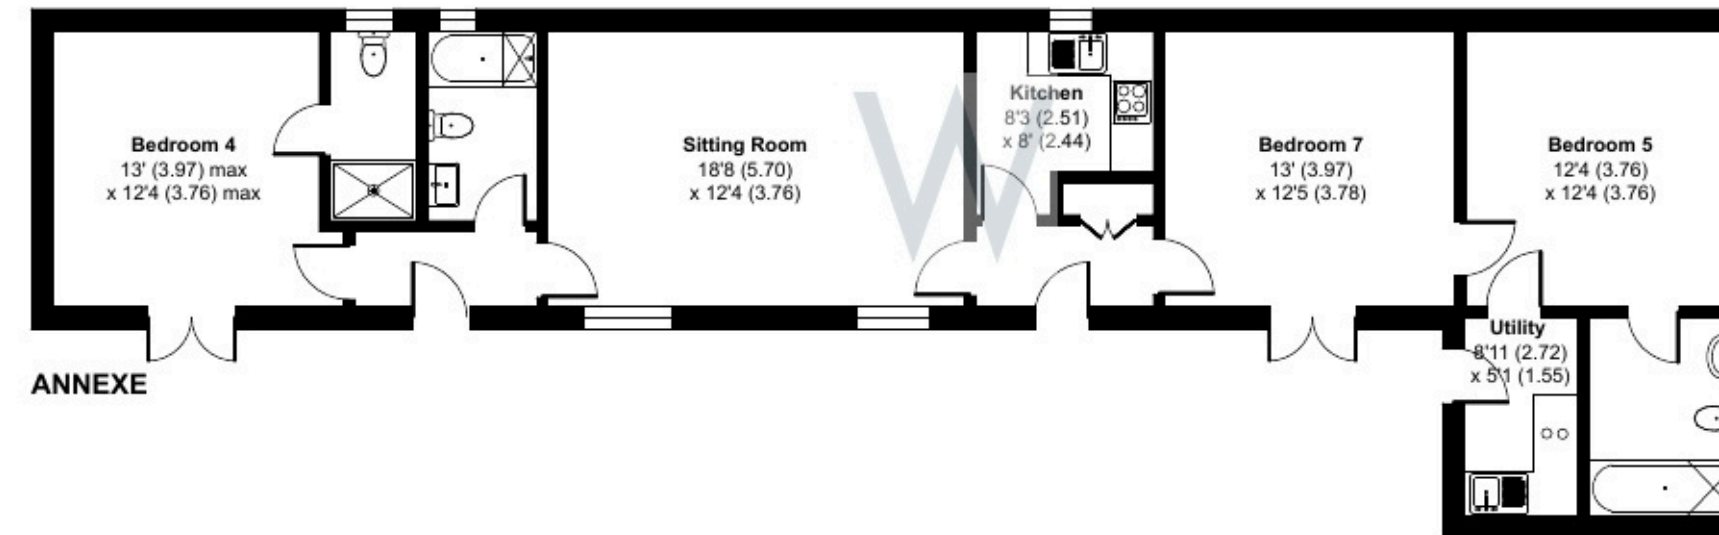 Bedroom 4
13' (3.97) max
x 12'4 (3.76) max
Sitting Room
18'8 (5.70)
x 12'4 (3.76)
Kitchen
8'3 (2.51)
x 8' (2.44)
Bedroom 7
13' (3.97)
x 12'5 (3.78)
Bedroom 5
12'4 (3.76)
x 12'4 (3.76)
Utility
8'11 (2.72)
x 5'1 (1.55)
ANNEXE
W